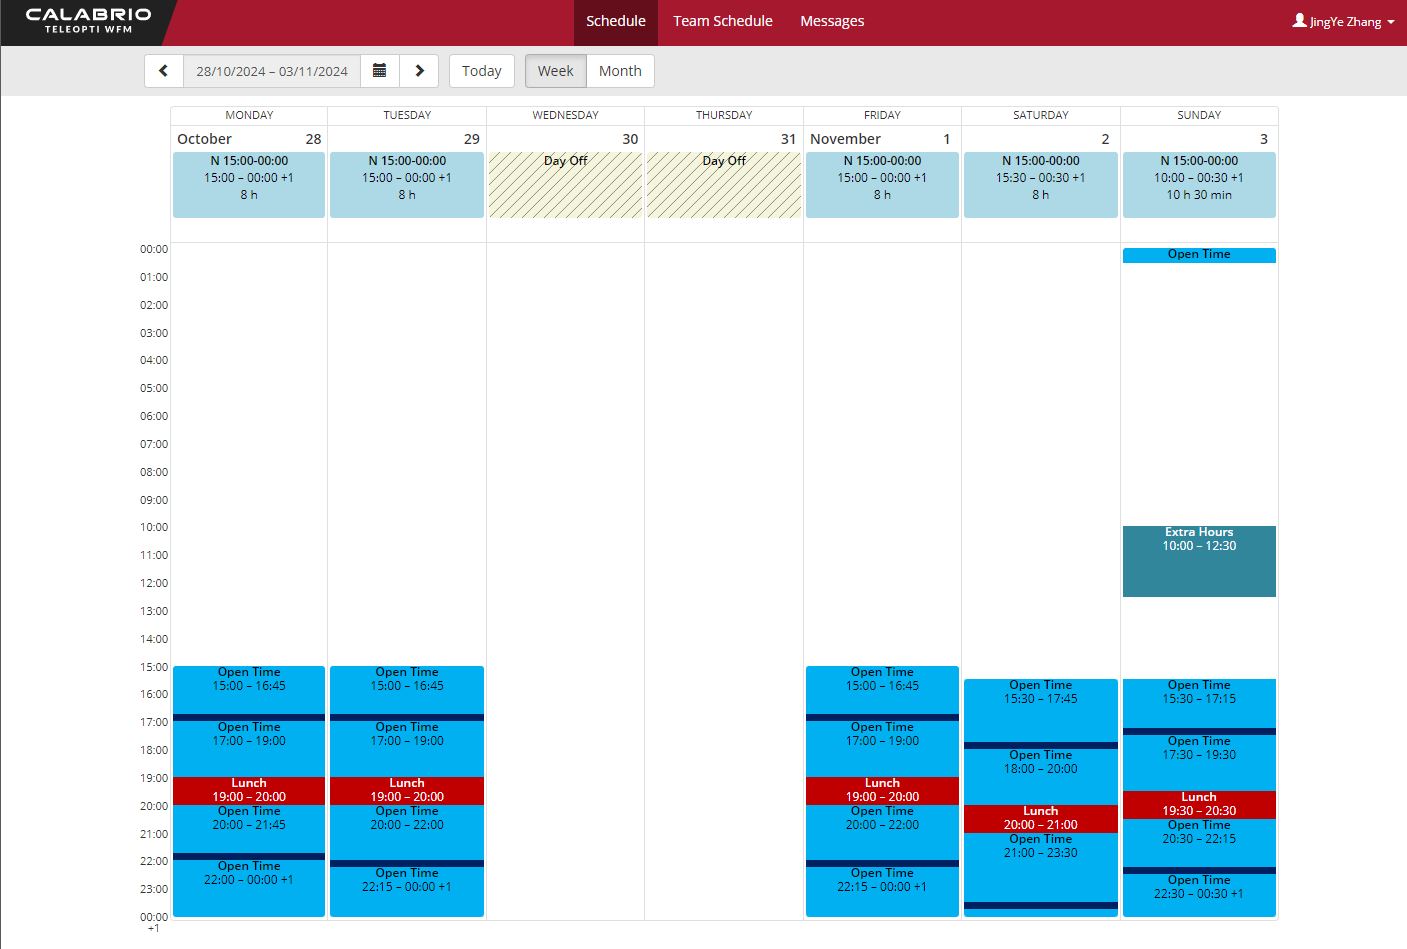 CALABRIO
TELEOPTI WFM
Schedule
Team Schedule
Messages
JingYe Zhang
28/10/2024 – 03/11/2024
Today
Week
Month
MONDAY
TUESDAY
WEDNESDAY
THURSDAY
FRIDAY
SATURDAY
SUNDAY
October 28
29
30
31
November 1
2
3
N 15:00-00:00
15:00 – 00:00 +1
8 h
N 15:00-00:00
15:00 – 00:00 +1
8 h
Day Off
Day Off
N 15:00-00:00
15:00 – 00:00 +1
8 h
N 15:00-00:00
15:30 – 00:30 +1
8 h
N 15:00-00:00
10:00 – 00:30 +1
10 h 30 min
00:00
01:00
02:00
03:00
04:00
05:00
06:00
07:00
08:00
09:00
10:00
11:00
12:00
13:00
14:00
15:00
16:00
17:00
18:00
19:00
20:00
21:00
22:00
23:00
00:00
+1
Open Time
15:00 – 16:45
Open Time
17:00 – 19:00
Lunch
19:00 – 20:00
Open Time
20:00 – 21:45
Open Time
22:00 – 00:00 +1
Open Time
15:00 – 16:45
Open Time
17:00 – 19:00
Lunch
19:00 – 20:00
Open Time
20:00 – 22:00
Open Time
22:15 – 00:00 +1
Open Time
15:00 – 16:45
Open Time
17:00 – 19:00
Lunch
19:00 – 20:00
Open Time
20:00 – 22:00
Open Time
22:15 – 00:00 +1
Open Time
15:30 – 17:45
Open Time
18:00 – 20:00
Lunch
20:00 – 21:00
Open Time
21:00 – 23:30
Open Time
Extra Hours
10:00 – 12:30
Open Time
15:30 – 17:15
Open Time
17:30 – 19:30
Lunch
19:30 – 20:30
Open Time
20:30 – 22:15
Open Time
22:30 – 00:30 +1